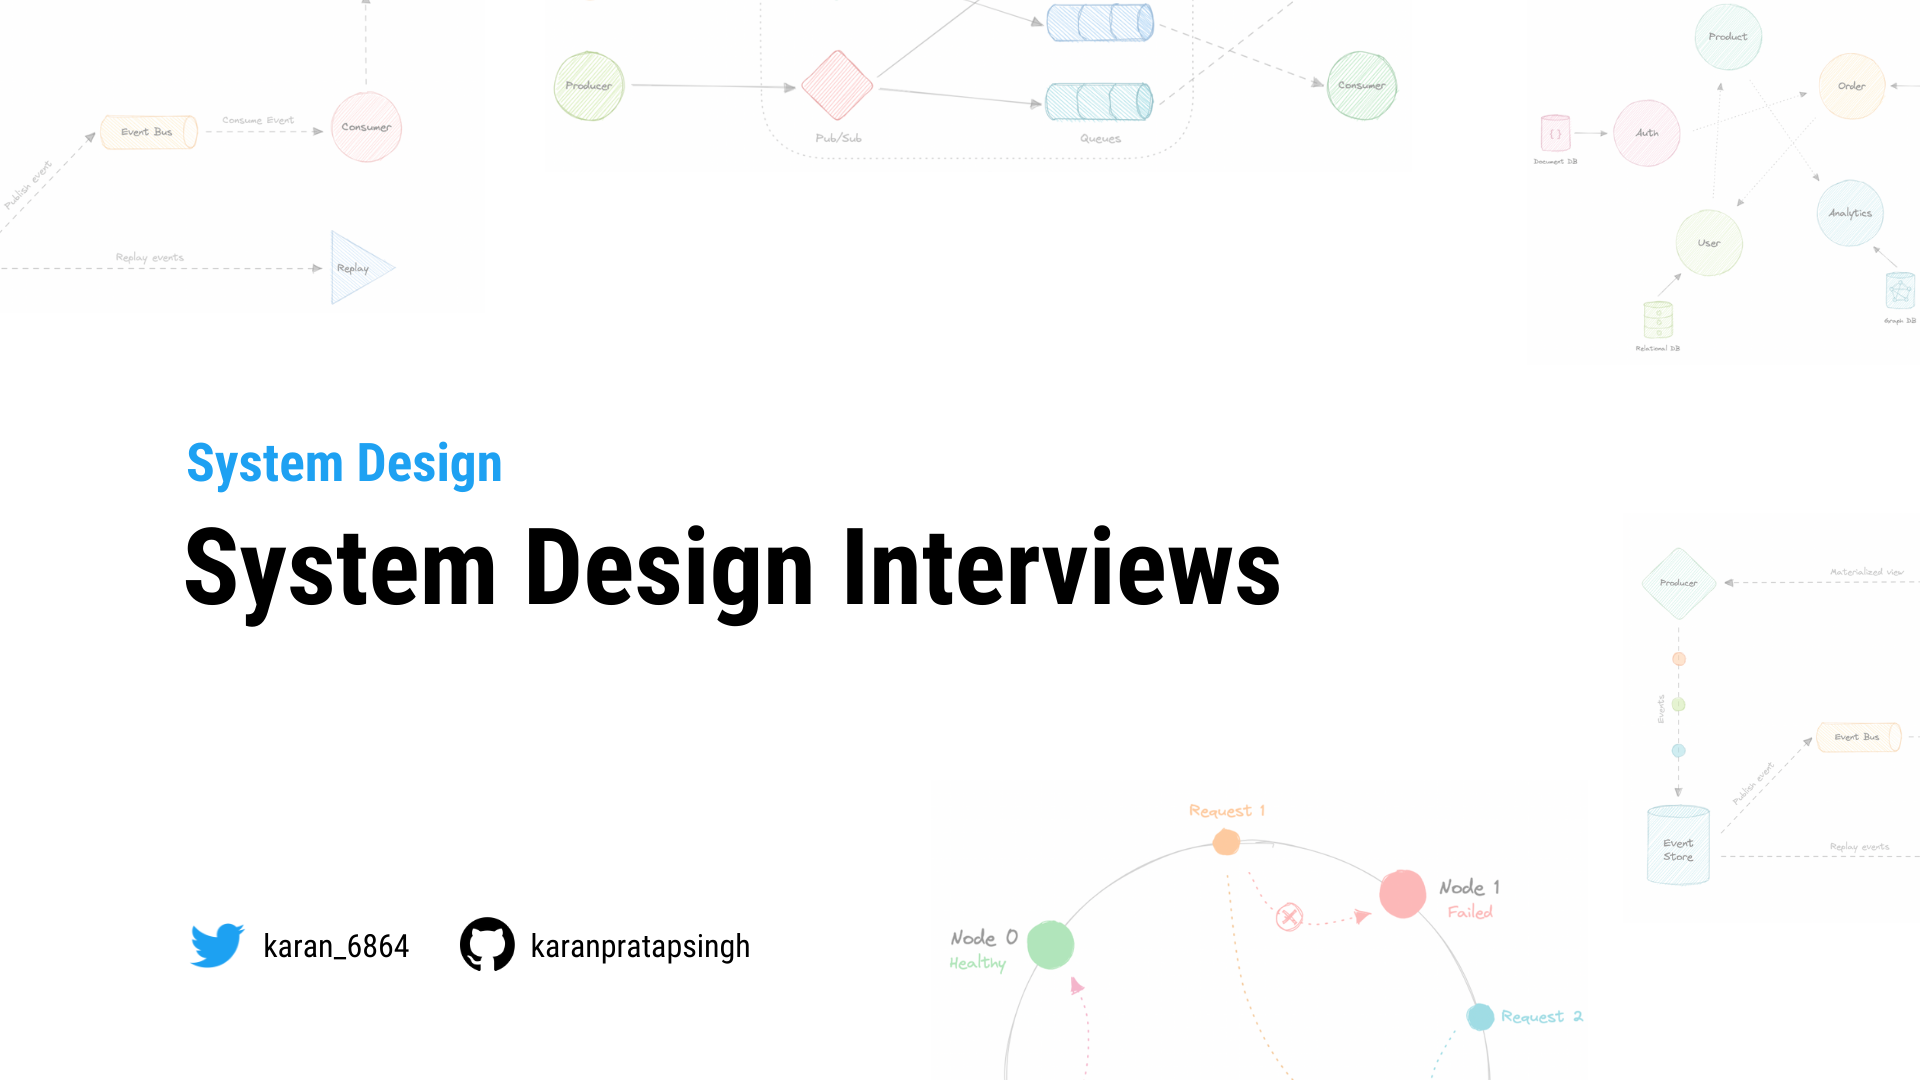 Event Bus
Consume Event
Consumer
Publish event
Replay events
Replay
Producer
Pub/Sub
Queues
Consumer
Product
Order
Document DB
Auth
Analytics
User
Relational DB
Graph DB
System Design
System Design Interviews
karan_6864
karanpratapsingh
Producer
Materialized view
Events
Event Bus
Publish event
Event
Store
Replay events
Request 1
Node 1
Failed
Node 0
Healthy
Request 2